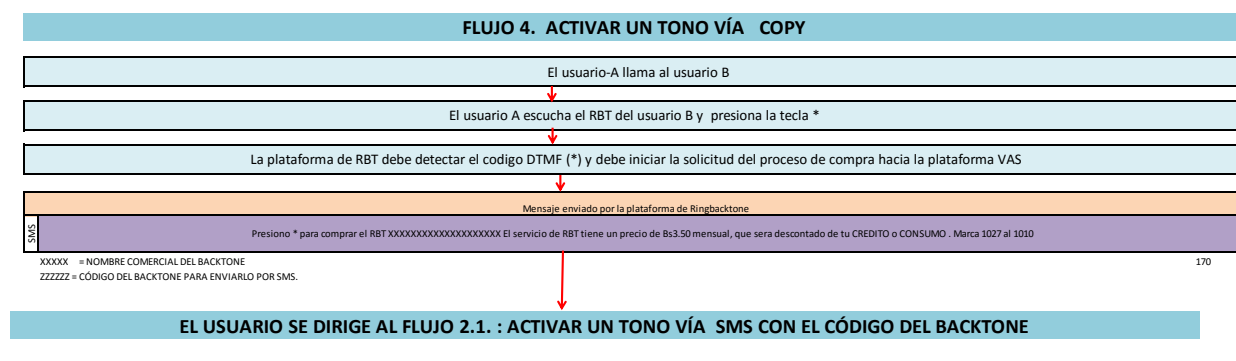 FLUJO 4. ACTIVAR UN TONO VÍA COPY
El usuario-A llama al usuario B
El usuario A escucha el RBT del usuario B y presiona la tecla *
La plataforma de RBT debe detectar el codigo DTMF (*) y debe iniciar la solicitud del proceso de compra hacia la plataforma VAS
Mensaje enviado por la plataforma de Ringbacktone
SMS
Presiono * para comprar el RBT XXXXXXXXXXXXXXXXXXXX El servicio de RBT tiene un precio de Bs3.50 mensual, que sera descontado de tu CREDITO o CONSUMO . Marca 1027 al 1010
XXXXX = NOMBRE COMERCIAL DEL BACKTONE
170
ZZZZZZ = CÓDIGO DEL BACKTONE PARA ENVIARLO POR SMS.
EL USUARIO SE DIRIGE AL FLUJO 2.1. : ACTIVAR UN TONO VÍA SMS CON EL CÓDIGO DEL BACKTONE